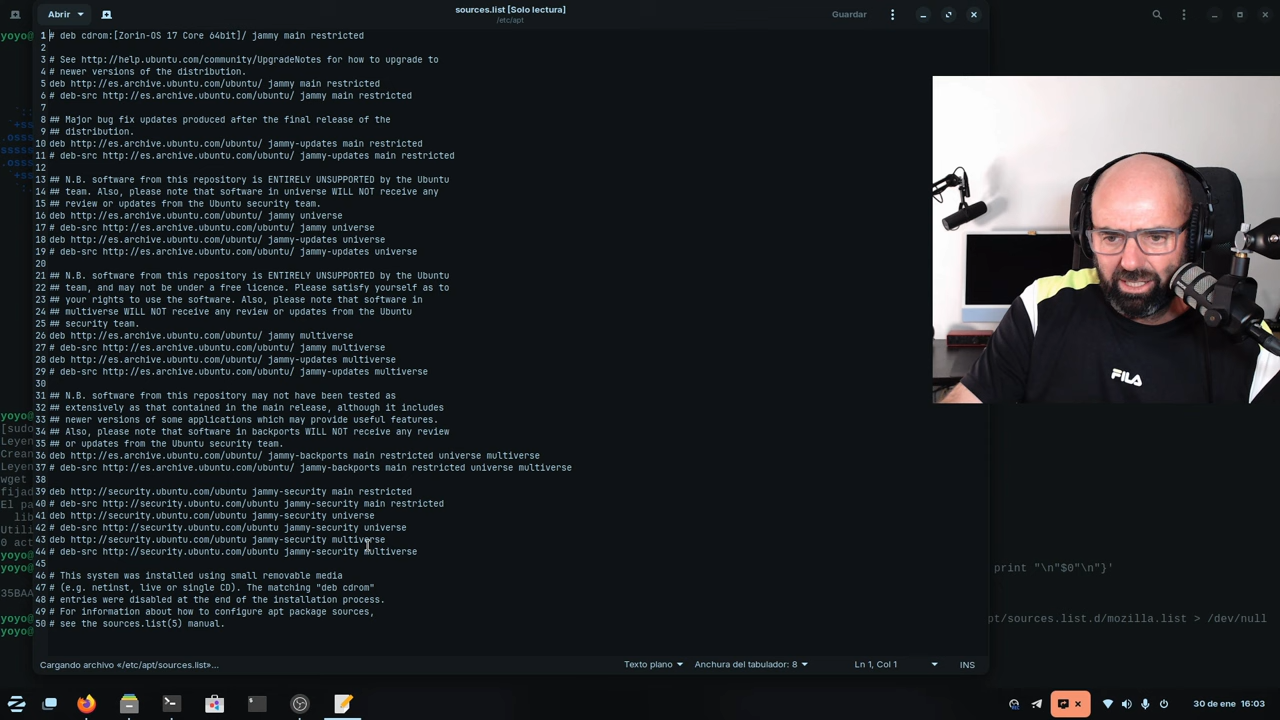 Abrir
sources.list [Solo lectura]
/etc/apt
Guardar
1 # deb cdrom:[Zorin-OS 17 Core 64bit]/ jammy main restricted
2
3 # See http://help.ubuntu.com/community/UpgradeNotes for how to upgrade to
4 # newer versions of the distribution.
5 deb http://es.archive.ubuntu.com/ubuntu/ jammy main restricted
6 # deb-src http://es.archive.ubuntu.com/ubuntu/ jammy main restricted
7
8 ## Major bug fix updates produced after the final release of the
9 ## distribution.
10 deb http://es.archive.ubuntu.com/ubuntu/ jammy-updates main restricted
11 # deb-src http://es.archive.ubuntu.com/ubuntu/ jammy-updates main restricted
12
13 ## N.B. software from this repository is ENTIRELY UNSUPPORTED by the Ubuntu
14 ## team. Also, please note that software in universe WILL NOT receive any
15 ## review or updates from the Ubuntu security team.
16 deb http://es.archive.ubuntu.com/ubuntu/ jammy universe
17 # deb-src http://es.archive.ubuntu.com/ubuntu/ jammy universe
18 deb http://es.archive.ubuntu.com/ubuntu/ jammy-updates universe
19 # deb-src http://es.archive.ubuntu.com/ubuntu/ jammy-updates universe
20
21 ## N.B. software from this repository is ENTIRELY UNSUPPORTED by the Ubuntu
22 ## team, and may not be under a free licence. Please satisfy yourself as to
23 ## your rights to use the software. Also, please note that software in
24 ## multiverse WILL NOT receive any review or updates from the Ubuntu
25 ## security team.
26 deb http://es.archive.ubuntu.com/ubuntu/ jammy multiverse
27 # deb-src http://es.archive.ubuntu.com/ubuntu/ jammy multiverse
28 deb http://es.archive.ubuntu.com/ubuntu/ jammy-updates multiverse
29 # deb-src http://es.archive.ubuntu.com/ubuntu/ jammy-updates multiverse
30
31 ## N.B. software from this repository may not have been tested as
32 ## extensively as that contained in the main release, although it includes
33 ## newer versions of some applications which may provide useful features.
34 ## Also, please note that software in backports WILL NOT receive any review
35 ## or updates from the Ubuntu security team.
36 deb http://es.archive.ubuntu.com/ubuntu/ jammy-backports main restricted universe multiverse
37 # deb-src http://es.archive.ubuntu.com/ubuntu/ jammy-backports main restricted universe multiverse
38
39 deb http://security.ubuntu.com/ubuntu jammy-security main restricted
40 # deb-src http://security.ubuntu.com/ubuntu jammy-security main restricted
41 deb http://security.ubuntu.com/ubuntu jammy-security universe
42 # deb-src http://security.ubuntu.com/ubuntu jammy-security universe
43 deb http://security.ubuntu.com/ubuntu jammy-security multiverse
44 # deb-src http://security.ubuntu.com/ubuntu jammy-security multiverse
45
46 # This system was installed using small removable media
47 # (e.g. netinst, live or single CD). The matching "deb cdrom"
48 # entries were disabled at the end of the installation process.
49 # For information about how to configure apt package sources,
50 # see the sources.list(5) manual.
Cargando archivo «/etc/apt/sources.list»...
Texto plano
Anchura del tabulador: 8
Ln 1, Col 1
INS
yoyo@
.osss
sssss
.osss
yoyo@
[sudo
Leyen
Crean
Leyen
wget
fijad
El pa
lib
Utili
0 act
yoyo@
35BAA
yoyo@
yoyo@
print "\n"$0"\n"}'
pt/sources.list.d/mozilla.list > /dev/null
FILA
30 de ene 16:03